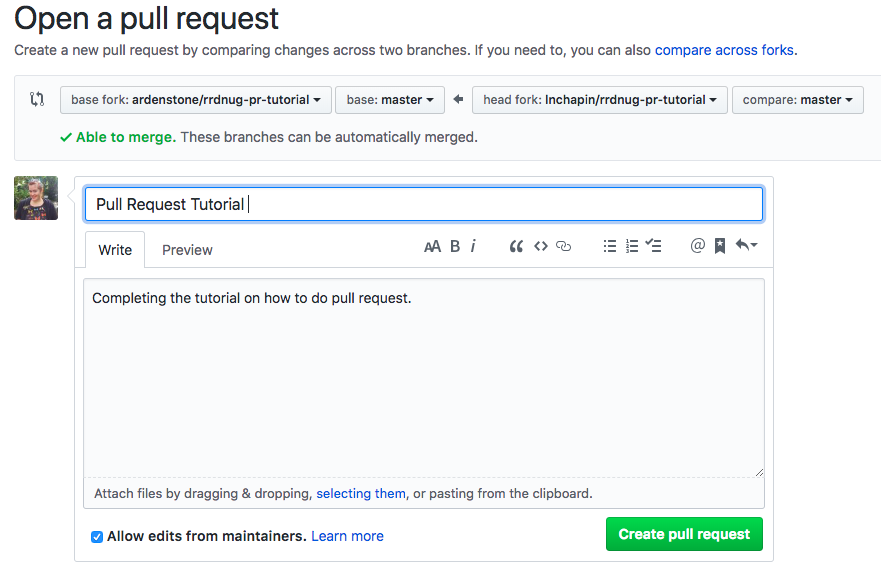 Open a pull request
Create a new pull request by comparing changes across two branches. If you need to, you can also compare across forks.
base fork: ardenstone/rrdnug-pr-tutorial base: master head fork: lnchapin/rrdnug-pr-tutorial compare: master
Able to merge. These branches can be automatically merged.
Pull Request Tutorial
Write Preview AA B i
Completing the tutorial on how to do pull request.
Attach files by dragging & dropping, selecting them, or pasting from the clipboard.
Allow edits from maintainers. Learn more Create pull request